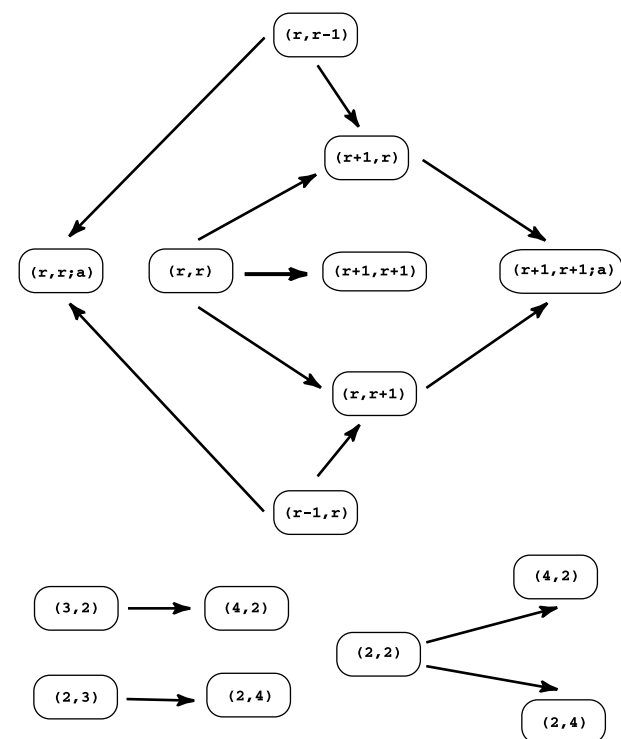 (r,r-1)
(r+1,r)
(r,r;a)
(r,r)
(r+1,r+1)
(r+1,r+1;a)
(r,r+1)
(r-1,r)
(4,2)
(3,2)
(4,2)
(2,2)
(2,3)
(2,4)
(2,4)